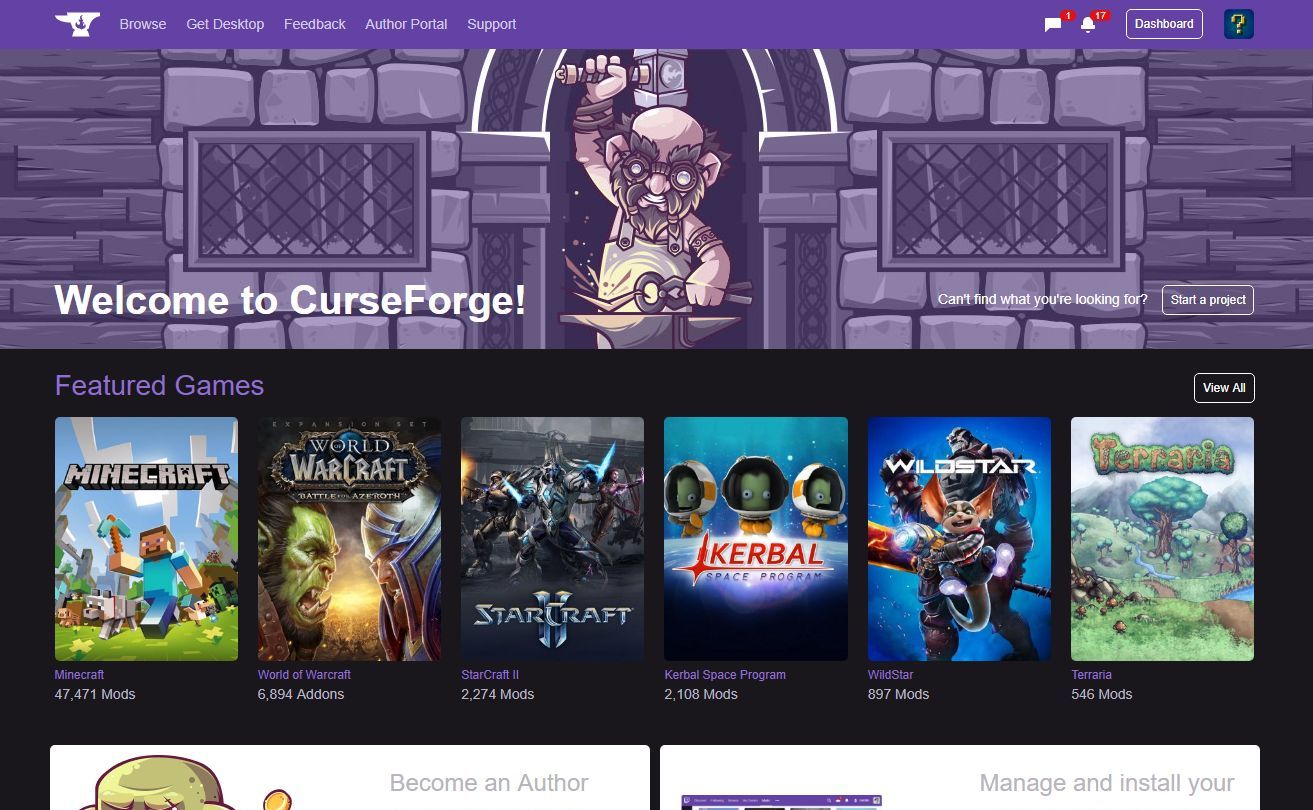 Browse Get Desktop Feedback Author Portal Support 1 17 Dashboard
Welcome to CurseForge!
Can't find what you're looking for? Start a project
Featured Games
View All
MINECRAFT
EXPANSION SET
WORLD OF WARCRAFT
BATTLE FOR AZEROTH
STARCRAFT II
KERBAL
SPACE PROGRAM
WILDSTAR
Terraria
Minecraft World of Warcraft StarCraft II Kerbal Space Program WildStar Terraria
47,471 Mods 6,894 Addons 2,274 Mods 2,108 Mods 897 Mods 546 Mods
Become an Author
Manage and install your